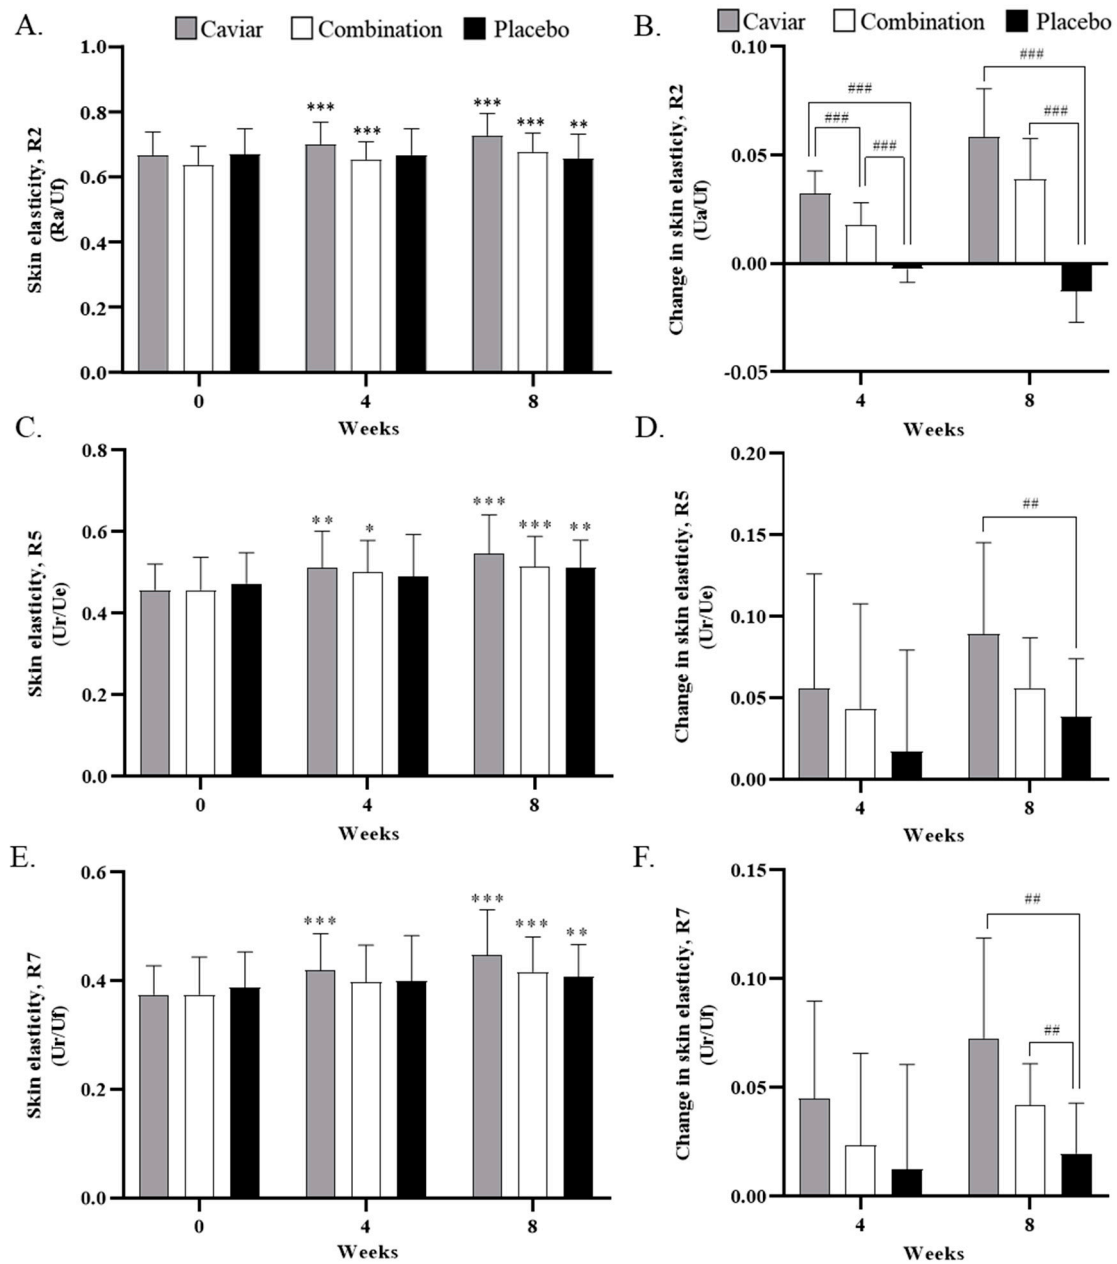 A.
Caviar Combination Placebo
1.0
0.8
0.6
0.4
0.2
0.0
Skin elasticity, R2
(Ra/Uf)
*** *** *** *** **
0 4 8
Weeks
B.
Caviar Combination Placebo
0.10
0.05
0.00
-0.05
Change in skin elasticiy, R2
(Ua/Uf)
###
###
###
###
###
4 8
Weeks
C.
0.8
0.6
0.4
0.2
0.0
Skin elasticity, R5
(Ur/Ue)
** * *** *** **
0 4 8
Weeks
D.
0.20
0.15
0.10
0.05
0.00
Change in skin elasticiy, R5
(Ur/Ue)
##
4 8
Weeks
E.
0.6
0.4
0.2
0.0
Skin elasticity, R7
(Ur/Uf)
*** *** *** **
0 4 8
Weeks
F.
0.15
0.10
0.05
0.00
Change in skin elasticiy, R7
(Ur/Uf)
##
##
4 8
Weeks